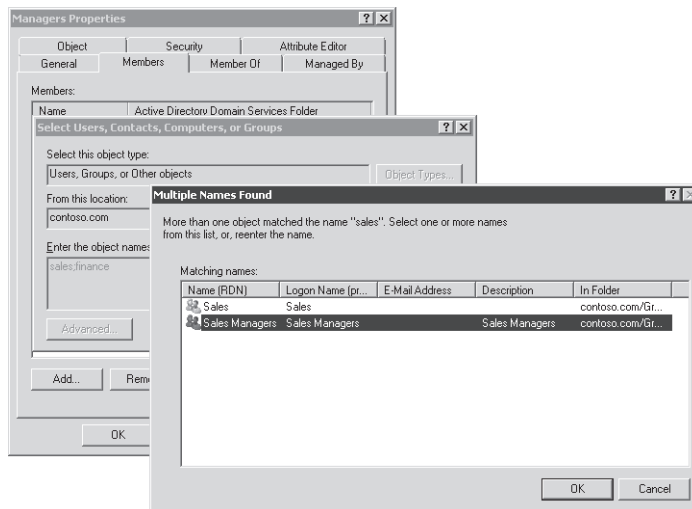 Managers Properties
Object Security Attribute Editor
General Members Member Of Managed By
Members:
Name Active Directory Domain Services Folder
Select Users, Contacts, Computers, or Groups
Select this object type:
Users, Groups, or Other objects Object Types...
From this location:
contoso.com
Enter the object names
sales;finance
Advanced...
Add... Remo
OK
Multiple Names Found
More than one object matched the name "sales". Select one or more names
from this list, or, reenter the name.
Matching names:
Name (RDN) Logon Name (pr... E-Mail Address Description In Folder
Sales Sales contoso.com/Gr...
Sales Managers Sales Managers Sales Managers contoso.com/Gr...
OK Cancel